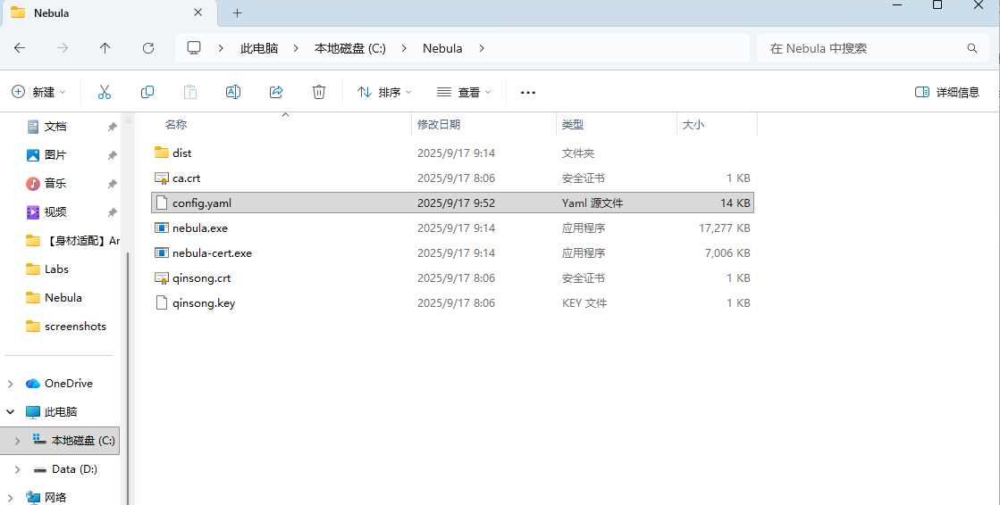 Nebula
此电脑 本地磁盘 (C:) Nebula
在 Nebula 中搜索
新建 排序 查看 详细信息
名称 修改日期 类型 大小
文档
图片
音乐
视频
【身材适配】Ar
Labs
Nebula
screenshots
OneDrive
此电脑
本地磁盘 (C:)
Data (D:)
网络
dist 2025/9/17 9:14 文件夹
ca.crt 2025/9/17 8:06 安全证书 1 KB
config.yaml 2025/9/17 9:52 Yaml 源文件 14 KB
nebula.exe 2025/9/17 9:14 应用程序 17,277 KB
nebula-cert.exe 2025/9/17 9:14 应用程序 7,006 KB
qinsong.crt 2025/9/17 8:06 安全证书 1 KB
qinsong.key 2025/9/17 8:06 KEY 文件 1 KB